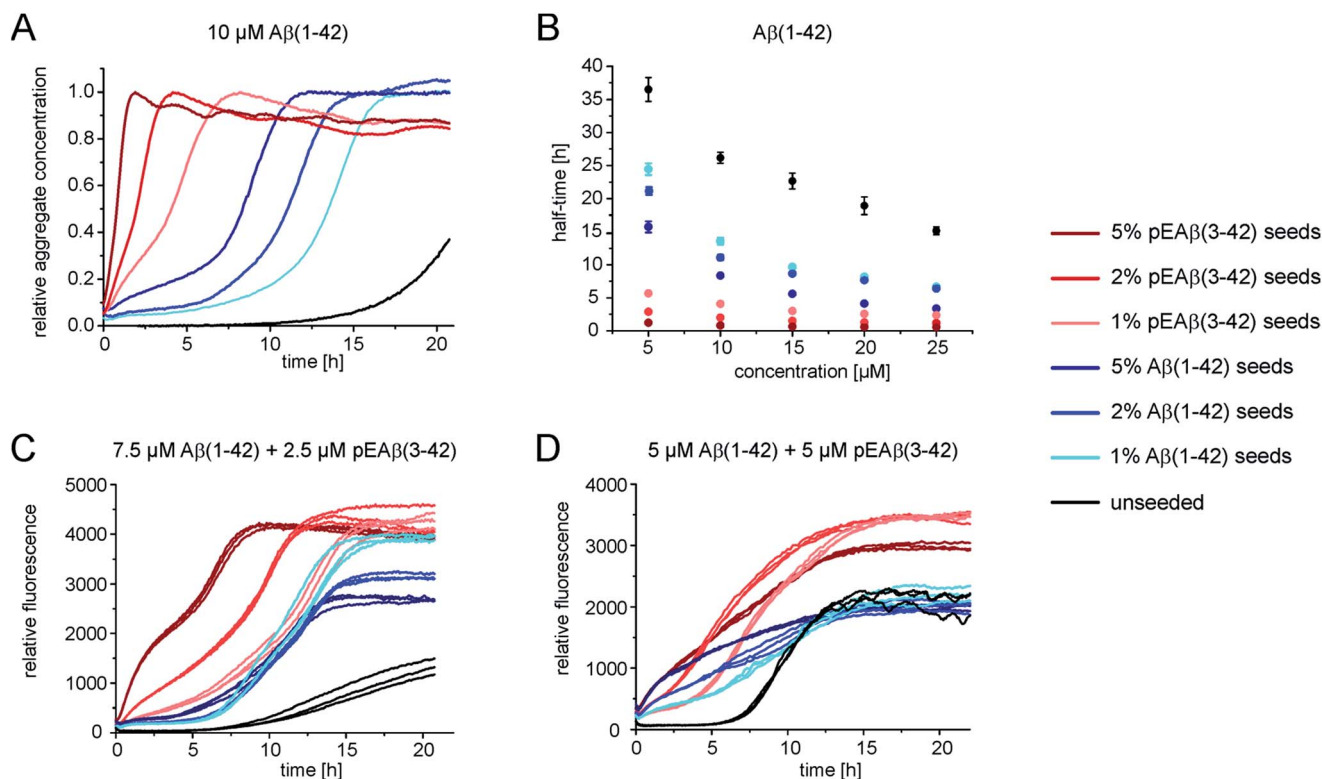 A
10 µM Aβ(1-42)
relative aggregate concentration
1.0
0.8
0.6
0.4
0.2
0.0
0 5 10 15 20
time [h]
B
Aβ(1-42)
half-time [h]
40
35
30
25
20
15
10
5
0
5 10 15 20 25
concentration [µM]
5% pEAβ(3-42) seeds
2% pEAβ(3-42) seeds
1% pEAβ(3-42) seeds
5% Aβ(1-42) seeds
2% Aβ(1-42) seeds
1% Aβ(1-42) seeds
unseeded
C
7.5 µM Aβ(1-42) + 2.5 µM pEAβ(3-42)
relative fluorescence
5000
4000
3000
2000
1000
0
0 5 10 15 20
time [h]
D
5 µM Aβ(1-42) + 5 µM pEAβ(3-42)
relative fluorescence
4000
3000
2000
1000
0
0 5 10 15 20
time [h]